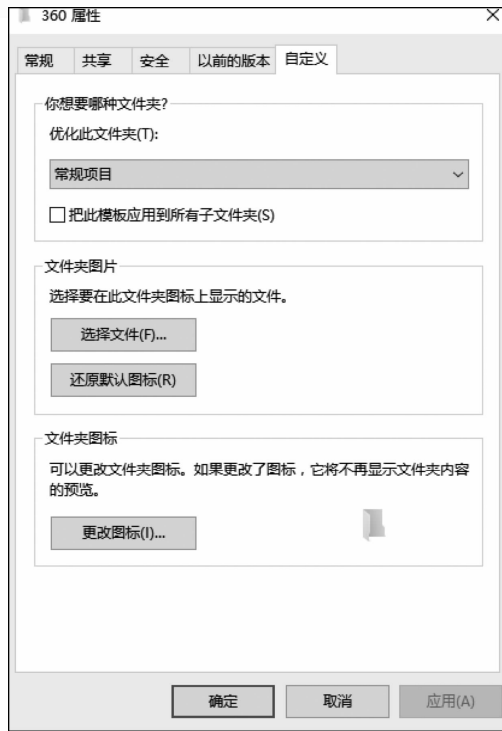 360 属性
常规 共享 安全 以前的版本 自定义
你想要哪种文件夹?
优化此文件夹(T):
常规项目
把此模板应用到所有子文件夹(S)
文件夹图片
选择要在此文件夹图标上显示的文件。
选择文件(F)...
还原默认图标(R)
文件夹图标
可以更改文件夹图标。如果更改了图标，它将不再显示文件夹内容
的预览。
更改图标(I)...
确定 取消 应用(A)